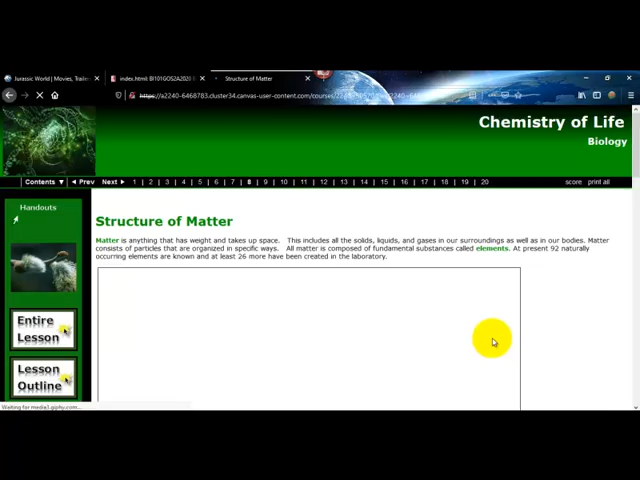 Jurassic World | Movies, Trailer
index.html: BI101GOS2A2020
Structure of Matter
Chemistry of Life
Biology
Contents ▼ ◄ Prev Next ► 1 | 2 | 3 | 4 | 5 | 6 | 7 | 8 | 9 | 10 | 11 | 12 | 13 | 14 | 15 | 16 | 17 | 18 | 19 | 20 score print all
Handouts
Structure of Matter
Matter is anything that has weight and takes up space. This includes all the solids, liquids, and gases in our surroundings as well as in our bodies. Matter
consists of particles that are organized in specific ways. All matter is composed of fundamental substances called elements. At present 92 naturally
occurring elements are known and at least 26 more have been created in the laboratory.
Entire
Lesson
Lesson
Outline
Waiting for media1.giphy.com...